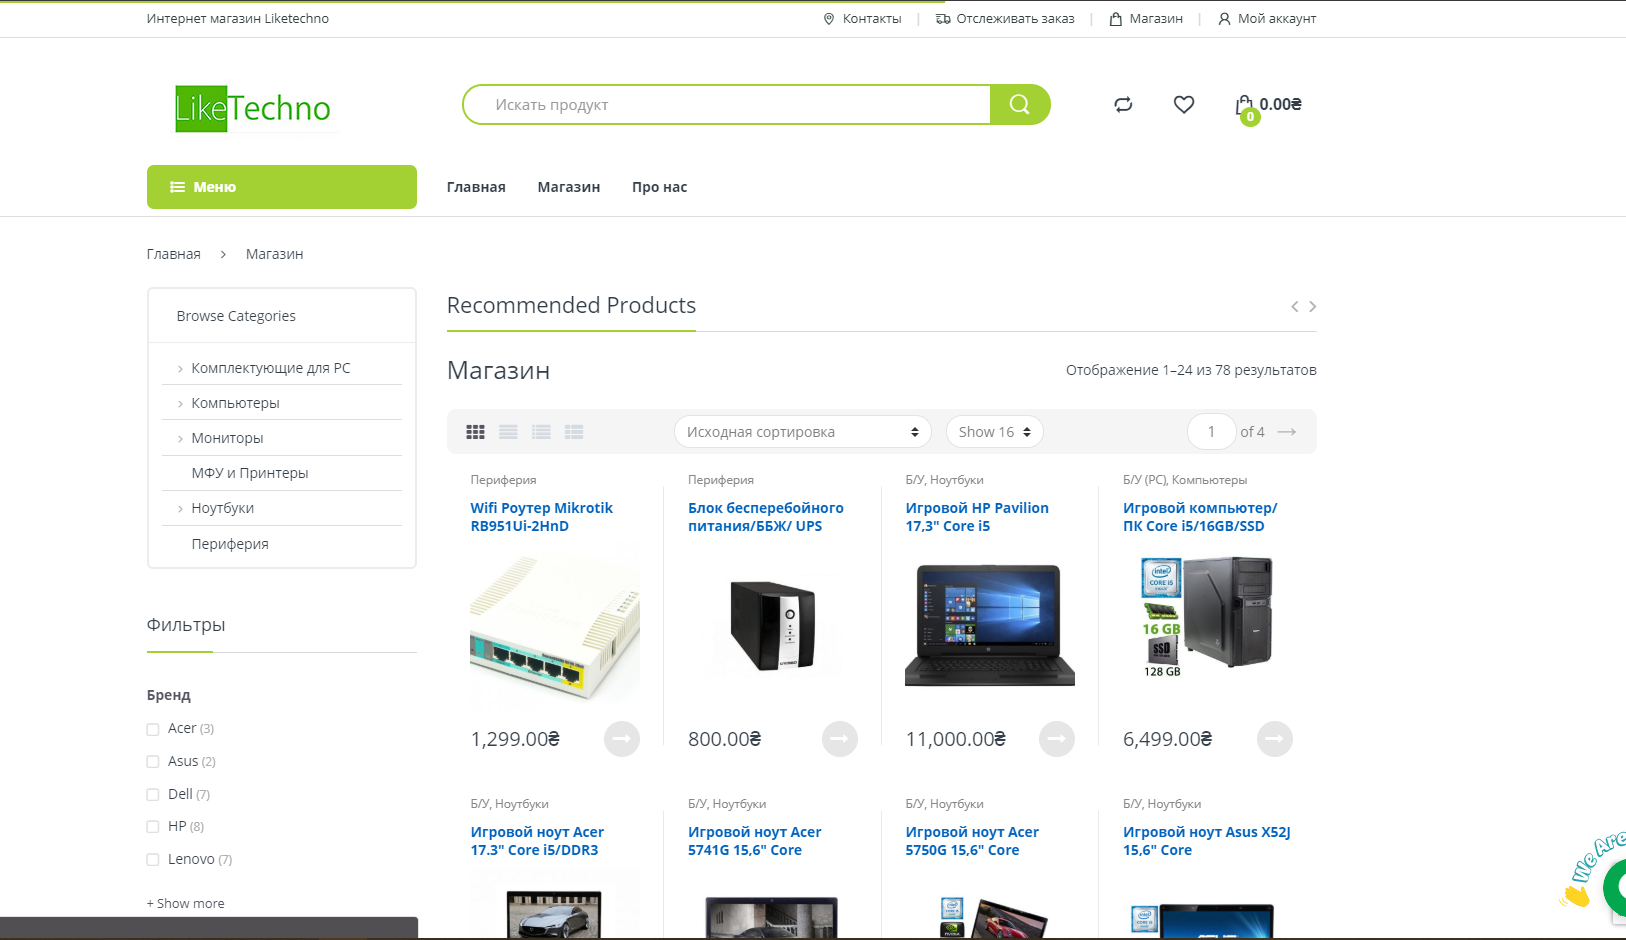 Интернет магазин Liketechno
Контакты
Отслеживать заказ
Магазин
Мой аккаунт
LikeTechno
Искать продукт
0
0.00₴
Меню
Главная
Магазин
Про нас
Главная > Магазин
Browse Categories
Комплектующие для PC
Компьютеры
Мониторы
МФУ и Принтеры
Ноутбуки
Периферия
Фильтры
Бренд
Acer (3)
Asus (2)
Dell (7)
HP (8)
Lenovo (7)
+ Show more
Recommended Products
Магазин
Отображение 1–24 из 78 результатов
Исходная сортировка
Show 16
1 of 4
Периферия
Wifi Роутер Mikrotik
RB951Ui-2HnD
1,299.00₴
Периферия
Блок бесперебойного
питания/ББЖ/ UPS
800.00₴
Б/У, Ноутбуки
Игровой HP Pavilion
17,3" Core i5
11,000.00₴
Б/У (PC), Компьютеры
Игровой компьютер/
ПК Core i5/16GB/SSD
intel
CORE i5
16 GB
SSD
128 GB
6,499.00₴
Б/У, Ноутбуки
Игровой ноут Acer
17.3" Core i5/DDR3
Б/У, Ноутбуки
Игровой ноут Acer
5741G 15,6" Core
Б/У, Ноутбуки
Игровой ноут Acer
5750G 15,6" Core
Б/У, Ноутбуки
Игровой ноут Asus X52J
15,6" Core
We Are